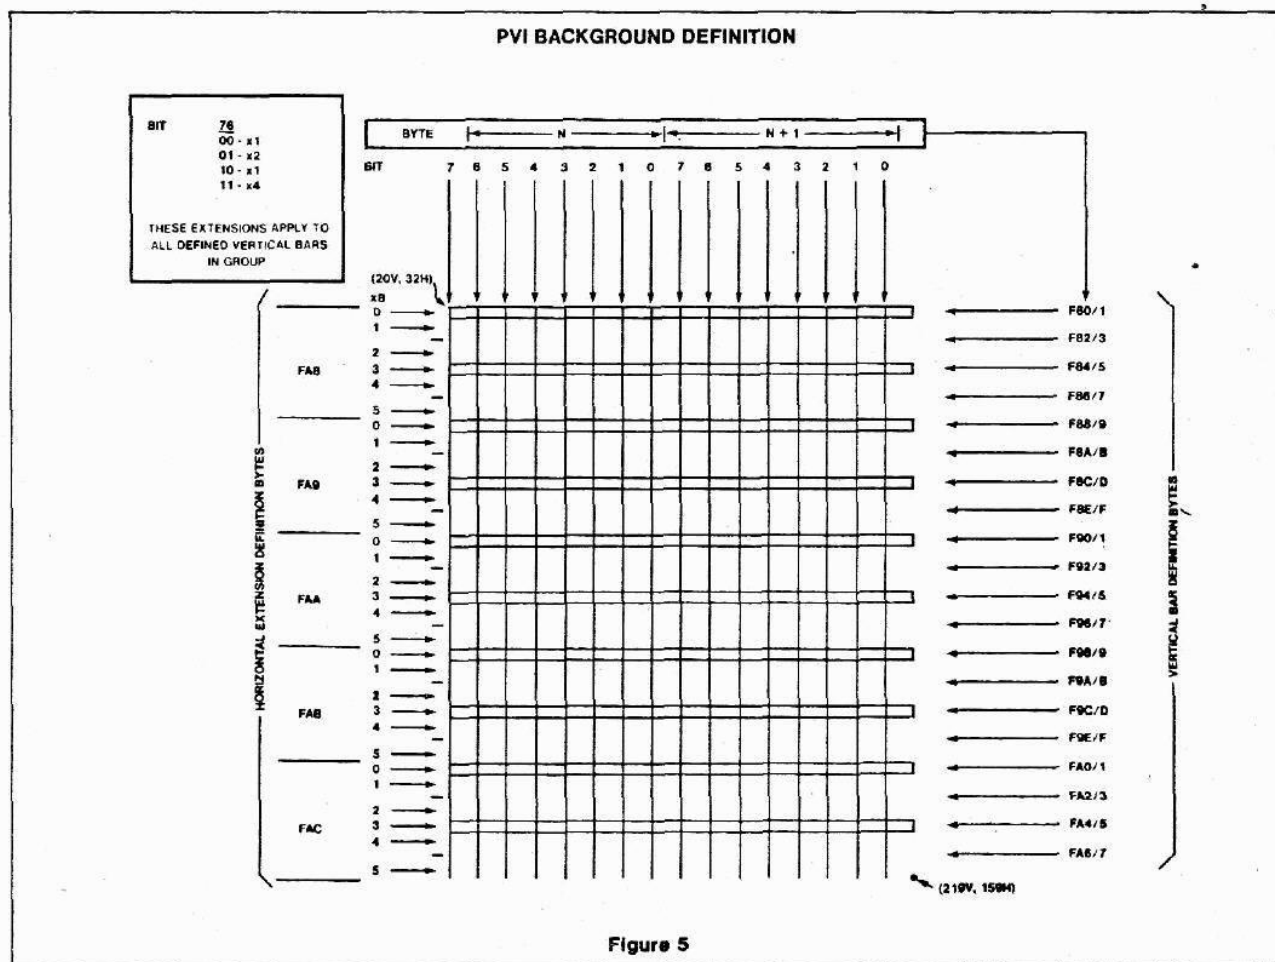 PVI BACKGROUND DEFINITION
BIT 76
00 - x1
01 - x2
10 - x1
11 - x4
THESE EXTENSIONS APPLY TO
ALL DEFINED VERTICAL BARS
IN GROUP
BYTE N N + 1
BIT 7 6 5 4 3 2 1 0 7 6 5 4 3 2 1 0
(20V, 32H)
xB
HORIZONTAL EXTENSION DEFINITION BYTES
VERTICAL BAR DEFINITION BYTES
0 F80/1
1
F82/3
2
FA8 3 F84/5
4
F86/7
5
0 F88/9
1
F8A/B
2
FA9 3 F8C/D
4
F8E/F
5
0 F90/1
1
F92/3
2
FAA 3 F94/5
4
F96/7
5
0 F98/9
1
F9A/B
2
FAB 3 F9C/D
4
F9E/F
5
0 FA0/1
1
FA2/3
2
FAC 3 FA4/5
4
FA6/7
5
(219V, 159H)
Figure 5